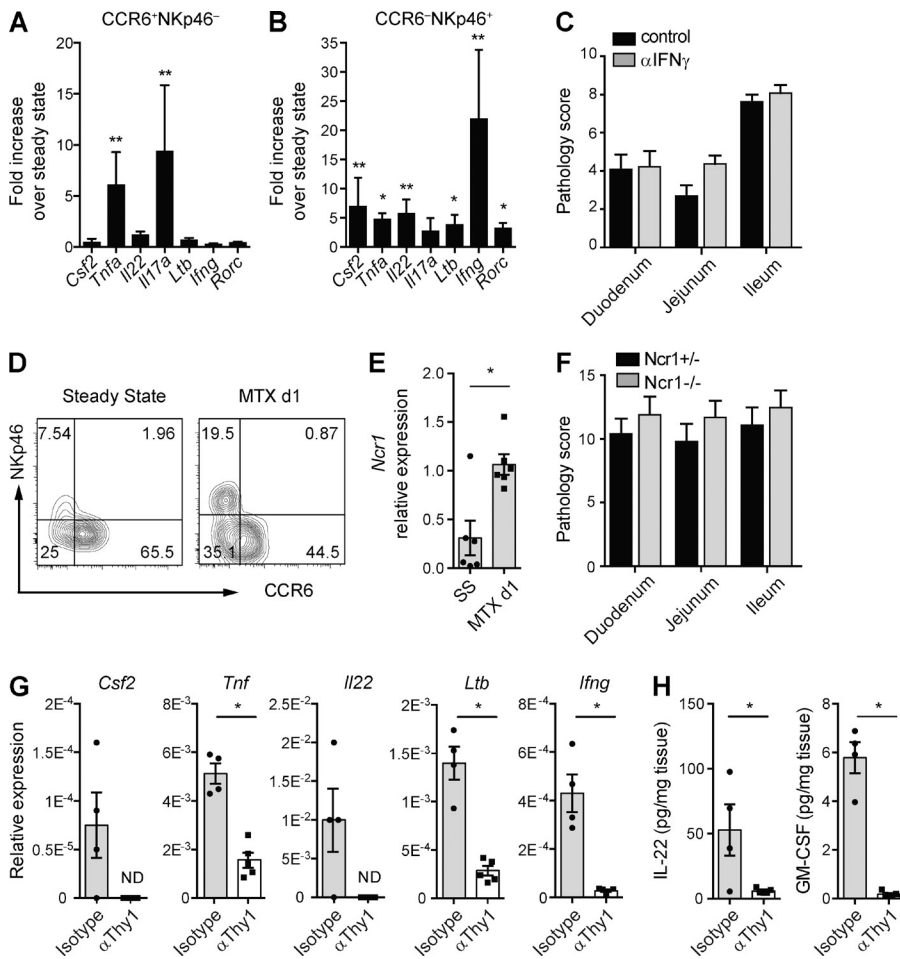 A
CCR6+NKp46−
Fold increase
over steady state
20
15
10
5
0
**
**
Csf2
Tnfa
Il22
Il17a
Ltb
Ifng
Rorc
B
CCR6−NKp46+
Fold increase
over steady state
35
30
25
20
15
10
5
0
**
*
**
*
**
*
Csf2
Tnfa
Il22
Il17a
Ltb
Ifng
Rorc
C
control
αIFNγ
Pathology score
10
8
6
4
2
0
Duodenum
Jejunum
Ileum
D
Steady State
MTX d1
NKp46
7.54
1.96
25
65.5
19.5
0.87
35.1
44.5
CCR6
E
Ncr1
relative expression
2.0
1.5
1.0
0.5
0.0
*
SS
MTX d1
F
Ncr1+/-
Ncr1-/-
Pathology score
15
10
5
0
Duodenum
Jejunum
Ileum
G
Relative expression
Csf2
2E-4
1.5E-4
1E-4
0.5E-5
0
ND
Isotype
αThy1
Tnf
8E-3
6E-3
4E-3
2E-3
0
*
Isotype
αThy1
Il22
2E-2
1.5E-2
1E-2
0.5E-2
0
ND
Isotype
αThy1
Ltb
2E-3
1.5E-3
1E-3
5E-4
0
*
Isotype
αThy1
Ifng
8E-4
6E-4
4E-4
2E-4
0
*
Isotype
αThy1
H
IL-22 (pg/mg tissue)
150
100
50
0
*
Isotype
αThy1
GM-CSF (pg/mg tissue)
8
6
4
2
0
*
Isotype
αThy1